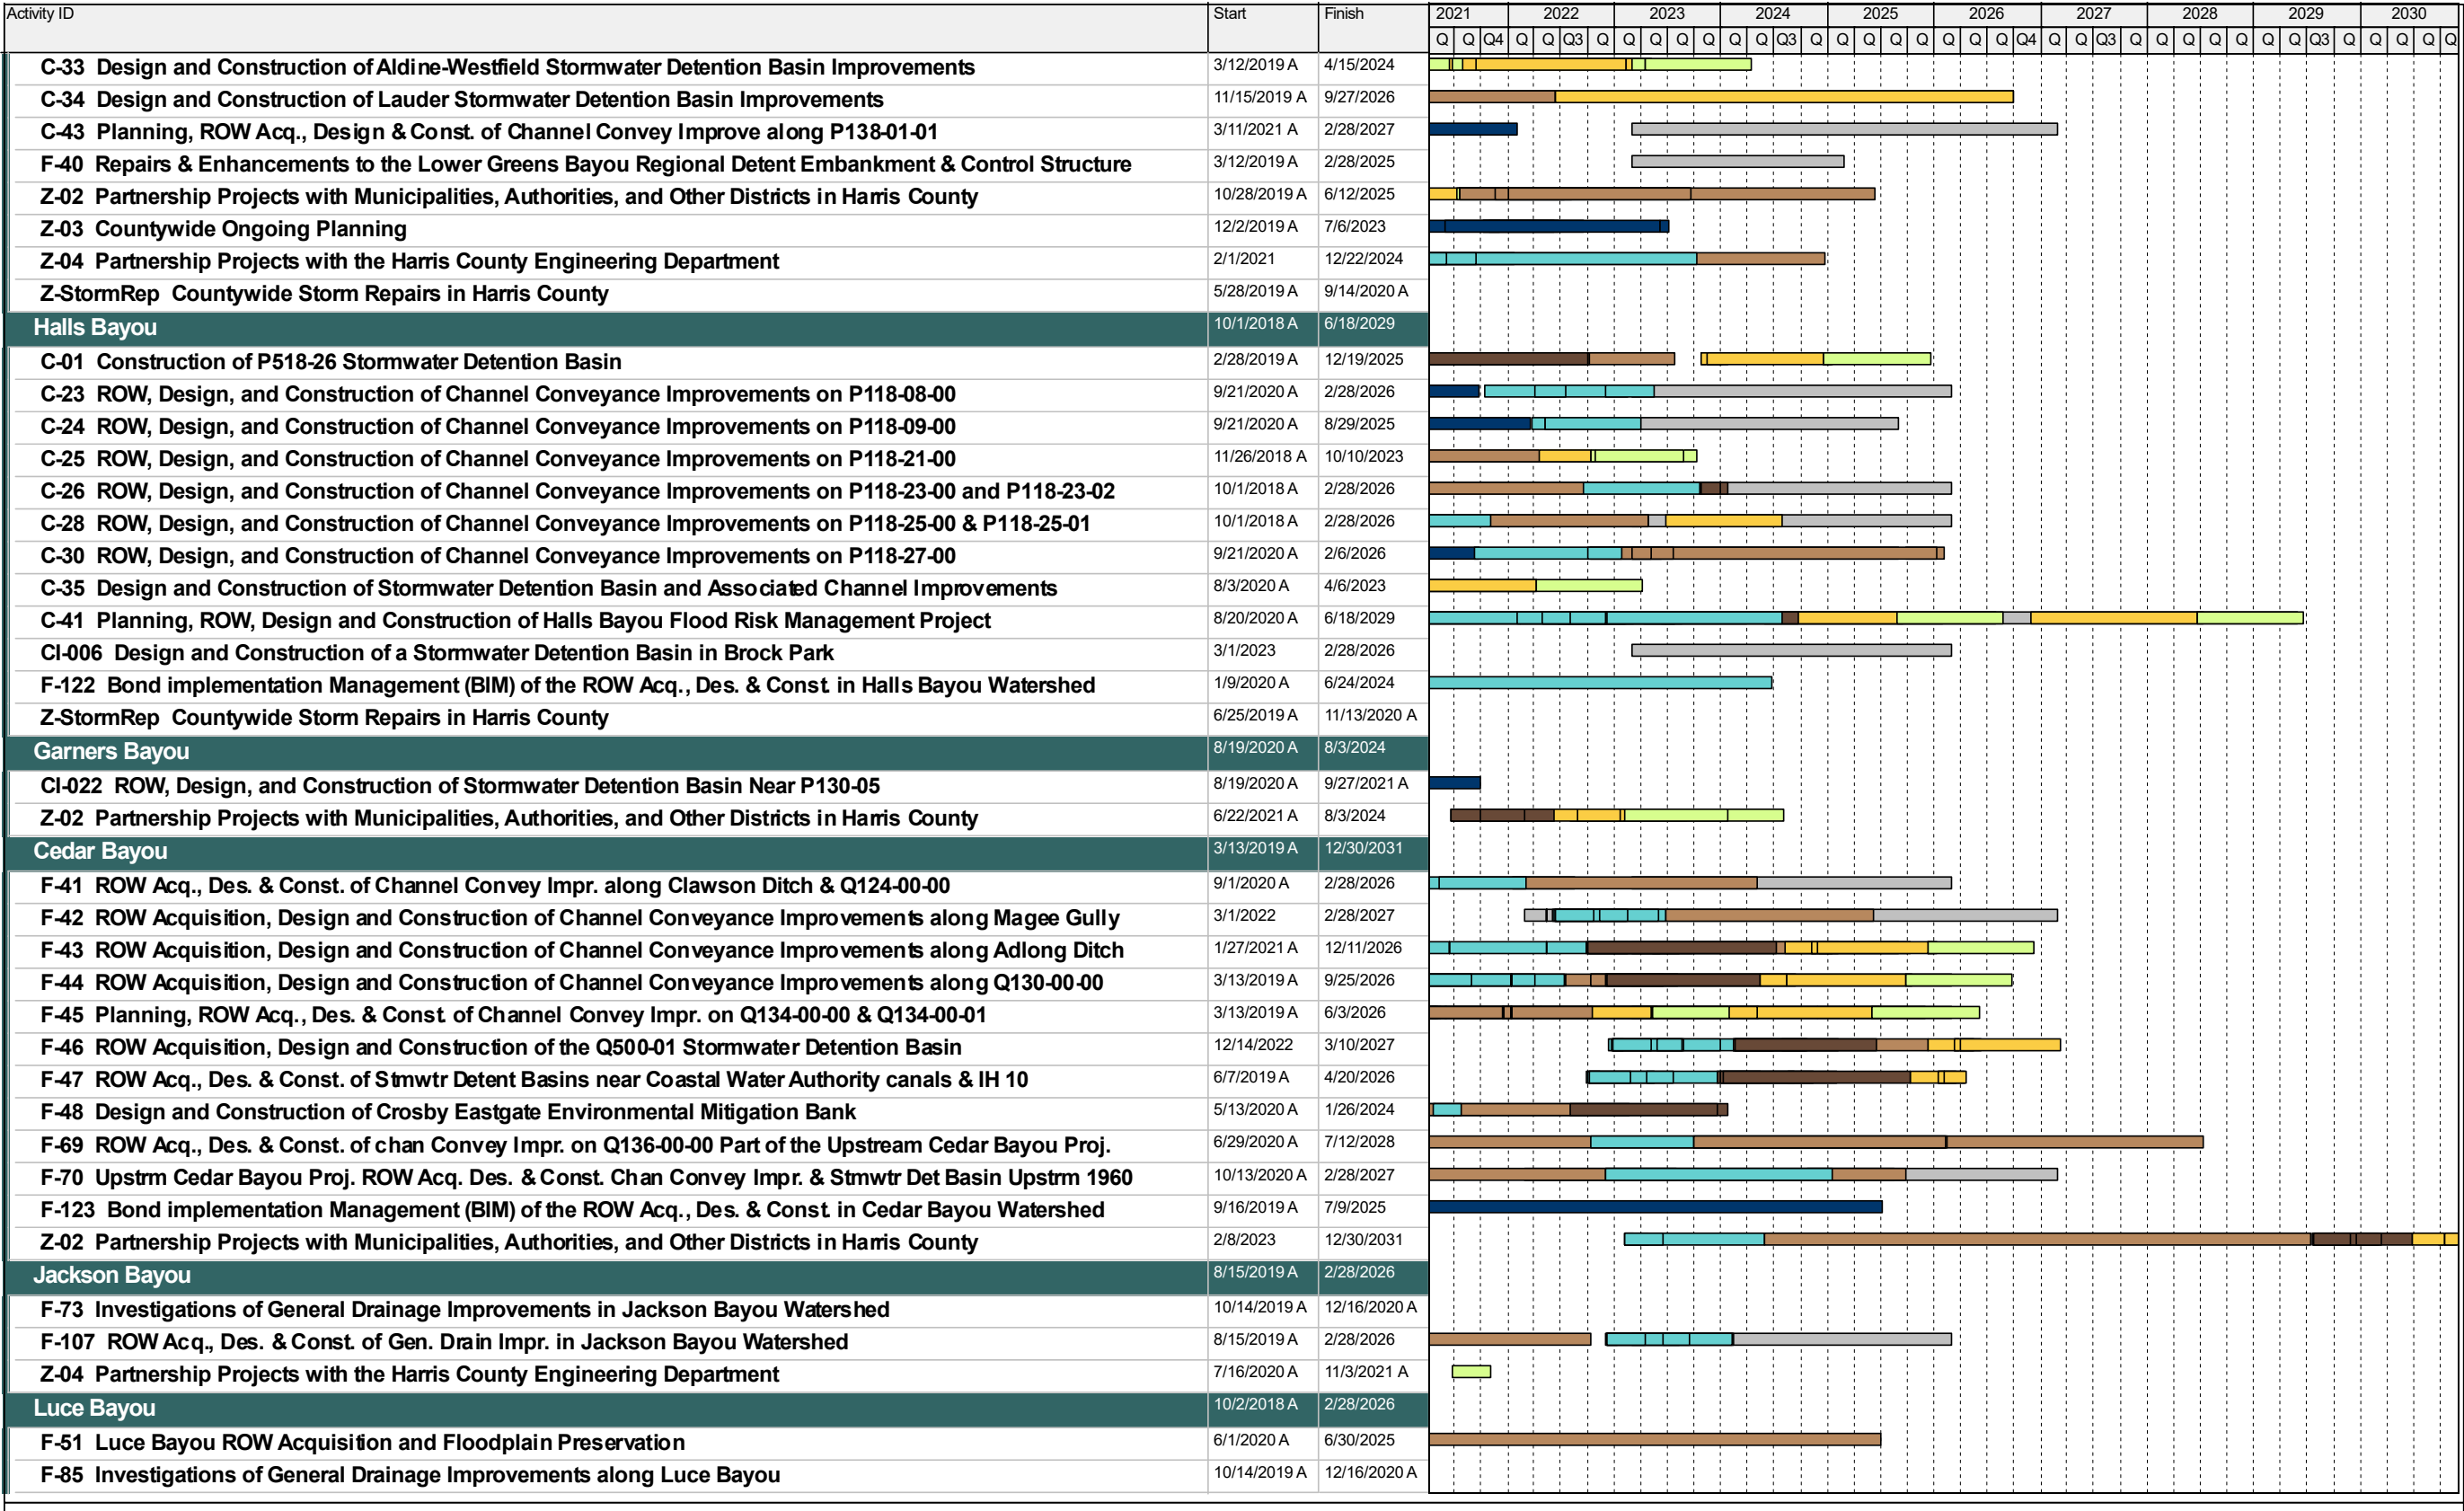 Activity ID Start Finish 2021 2022 2023 2024 2025 2026 2027 2028 2029 2030
Q Q Q4 Q Q Q3 Q Q Q Q Q Q Q3 Q Q Q Q Q Q Q Q Q Q4 Q Q Q3 Q Q Q Q Q Q Q Q3 Q Q Q Q Q
C-33 Design and Construction of Aldine-Westfield Stormwater Detention Basin Improvements 3/12/2019 A 4/15/2024
C-34 Design and Construction of Lauder Stormwater Detention Basin Improvements 11/15/2019 A 9/27/2026
C-43 Planning, ROW Acq., Design & Const. of Channel Convey Improve along P138-01-01 3/11/2021 A 2/28/2027
F-40 Repairs & Enhancements to the Lower Greens Bayou Regional Detent Embankment & Control Structure 3/12/2019 A 2/28/2025
Z-02 Partnership Projects with Municipalities, Authorities, and Other Districts in Harris County 10/28/2019 A 6/12/2025
Z-03 Countywide Ongoing Planning 12/2/2019 A 7/6/2023
Z-04 Partnership Projects with the Harris County Engineering Department 2/1/2021 12/22/2024
Z-StormRep Countywide Storm Repairs in Harris County 5/28/2019 A 9/14/2020 A
Halls Bayou 10/1/2018 A 6/18/2029
C-01 Construction of P518-26 Stormwater Detention Basin 2/28/2019 A 12/19/2025
C-23 ROW, Design, and Construction of Channel Conveyance Improvements on P118-08-00 9/21/2020 A 2/28/2026
C-24 ROW, Design, and Construction of Channel Conveyance Improvements on P118-09-00 9/21/2020 A 8/29/2025
C-25 ROW, Design, and Construction of Channel Conveyance Improvements on P118-21-00 11/26/2018 A 10/10/2023
C-26 ROW, Design, and Construction of Channel Conveyance Improvements on P118-23-00 and P118-23-02 10/1/2018 A 2/28/2026
C-28 ROW, Design, and Construction of Channel Conveyance Improvements on P118-25-00 & P118-25-01 10/1/2018 A 2/28/2026
C-30 ROW, Design, and Construction of Channel Conveyance Improvements on P118-27-00 9/21/2020 A 2/6/2026
C-35 Design and Construction of Stormwater Detention Basin and Associated Channel Improvements 8/3/2020 A 4/6/2023
C-41 Planning, ROW, Design and Construction of Halls Bayou Flood Risk Management Project 8/20/2020 A 6/18/2029
CI-006 Design and Construction of a Stormwater Detention Basin in Brock Park 3/1/2023 2/28/2026
F-122 Bond implementation Management (BIM) of the ROW Acq., Des. & Const. in Halls Bayou Watershed 1/9/2020 A 6/24/2024
Z-StormRep Countywide Storm Repairs in Harris County 6/25/2019 A 11/13/2020 A
Garners Bayou 8/19/2020 A 8/3/2024
CI-022 ROW, Design, and Construction of Stormwater Detention Basin Near P130-05 8/19/2020 A 9/27/2021 A
Z-02 Partnership Projects with Municipalities, Authorities, and Other Districts in Harris County 6/22/2021 A 8/3/2024
Cedar Bayou 3/13/2019 A 12/30/2031
F-41 ROW Acq., Des. & Const. of Channel Convey Impr. along Clawson Ditch & Q124-00-00 9/1/2020 A 2/28/2026
F-42 ROW Acquisition, Design and Construction of Channel Conveyance Improvements along Magee Gully 3/1/2022 2/28/2027
F-43 ROW Acquisition, Design and Construction of Channel Conveyance Improvements along Adlong Ditch 1/27/2021 A 12/11/2026
F-44 ROW Acquisition, Design and Construction of Channel Conveyance Improvements along Q130-00-00 3/13/2019 A 9/25/2026
F-45 Planning, ROW Acq., Des. & Const. of Channel Convey Impr. on Q134-00-00 & Q134-00-01 3/13/2019 A 6/3/2026
F-46 ROW Acquisition, Design and Construction of the Q500-01 Stormwater Detention Basin 12/14/2022 3/10/2027
F-47 ROW Acq., Des. & Const. of Stmwtr Detent Basins near Coastal Water Authority canals & IH 10 6/7/2019 A 4/20/2026
F-48 Design and Construction of Crosby Eastgate Environmental Mitigation Bank 5/13/2020 A 1/26/2024
F-69 ROW Acq., Des. & Const. of chan Convey Impr. on Q136-00-00 Part of the Upstream Cedar Bayou Proj. 6/29/2020 A 7/12/2028
F-70 Upstrm Cedar Bayou Proj. ROW Acq. Des. & Const. Chan Convey Impr. & Stmwtr Det Basin Upstrm 1960 10/13/2020 A 2/28/2027
F-123 Bond implementation Management (BIM) of the ROW Acq., Des. & Const. in Cedar Bayou Watershed 9/16/2019 A 7/9/2025
Z-02 Partnership Projects with Municipalities, Authorities, and Other Districts in Harris County 2/8/2023 12/30/2031
Jackson Bayou 8/15/2019 A 2/28/2026
F-73 Investigations of General Drainage Improvements in Jackson Bayou Watershed 10/14/2019 A 12/16/2020 A
F-107 ROW Acq., Des. & Const. of Gen. Drain Impr. in Jackson Bayou Watershed 8/15/2019 A 2/28/2026
Z-04 Partnership Projects with the Harris County Engineering Department 7/16/2020 A 11/3/2021 A
Luce Bayou 10/2/2018 A 2/28/2026
F-51 Luce Bayou ROW Acquisition and Floodplain Preservation 6/1/2020 A 6/30/2025
F-85 Investigations of General Drainage Improvements along Luce Bayou 10/14/2019 A 12/16/2020 A